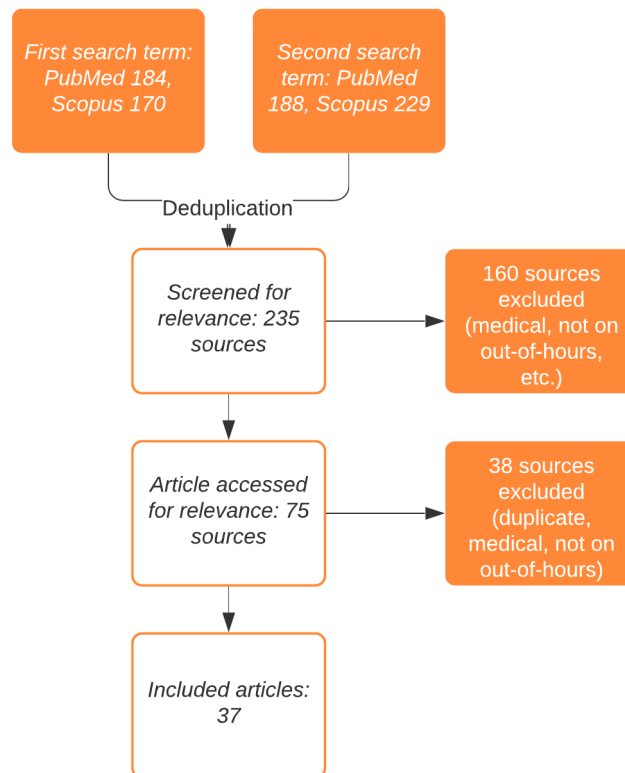 First search term:
PubMed 184,
Scopus 170
Second search
term: PubMed
188, Scopus 229
Deduplication
Screened for
relevance: 235
sources
160 sources
excluded
(medical, not on
out-of-hours,
etc.)
Article accessed
for relevance: 75
sources
38 sources
excluded
(duplicate,
medical, not on
out-of-hours)
Included articles:
37